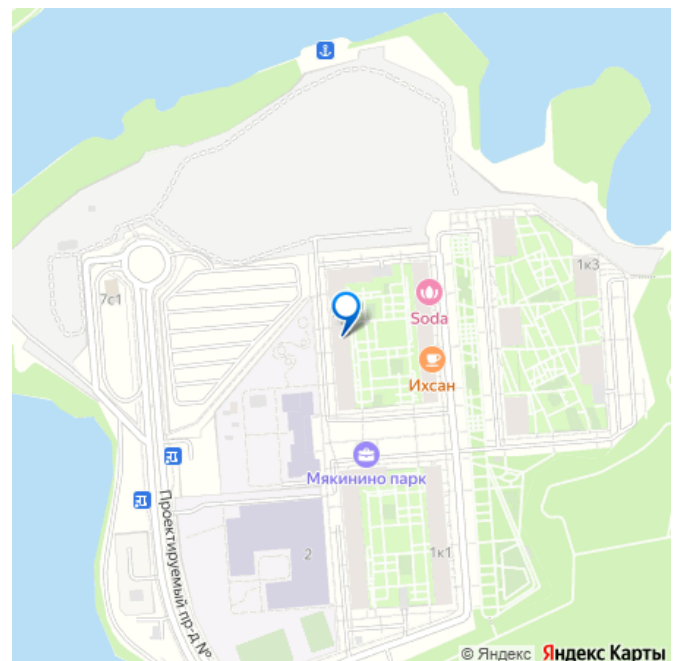 1к3
7с1
Soda
Ихсан
Мякинино парк
Проектируемый пр-д №
2
1к1
© Яндекс Яндекс Карты